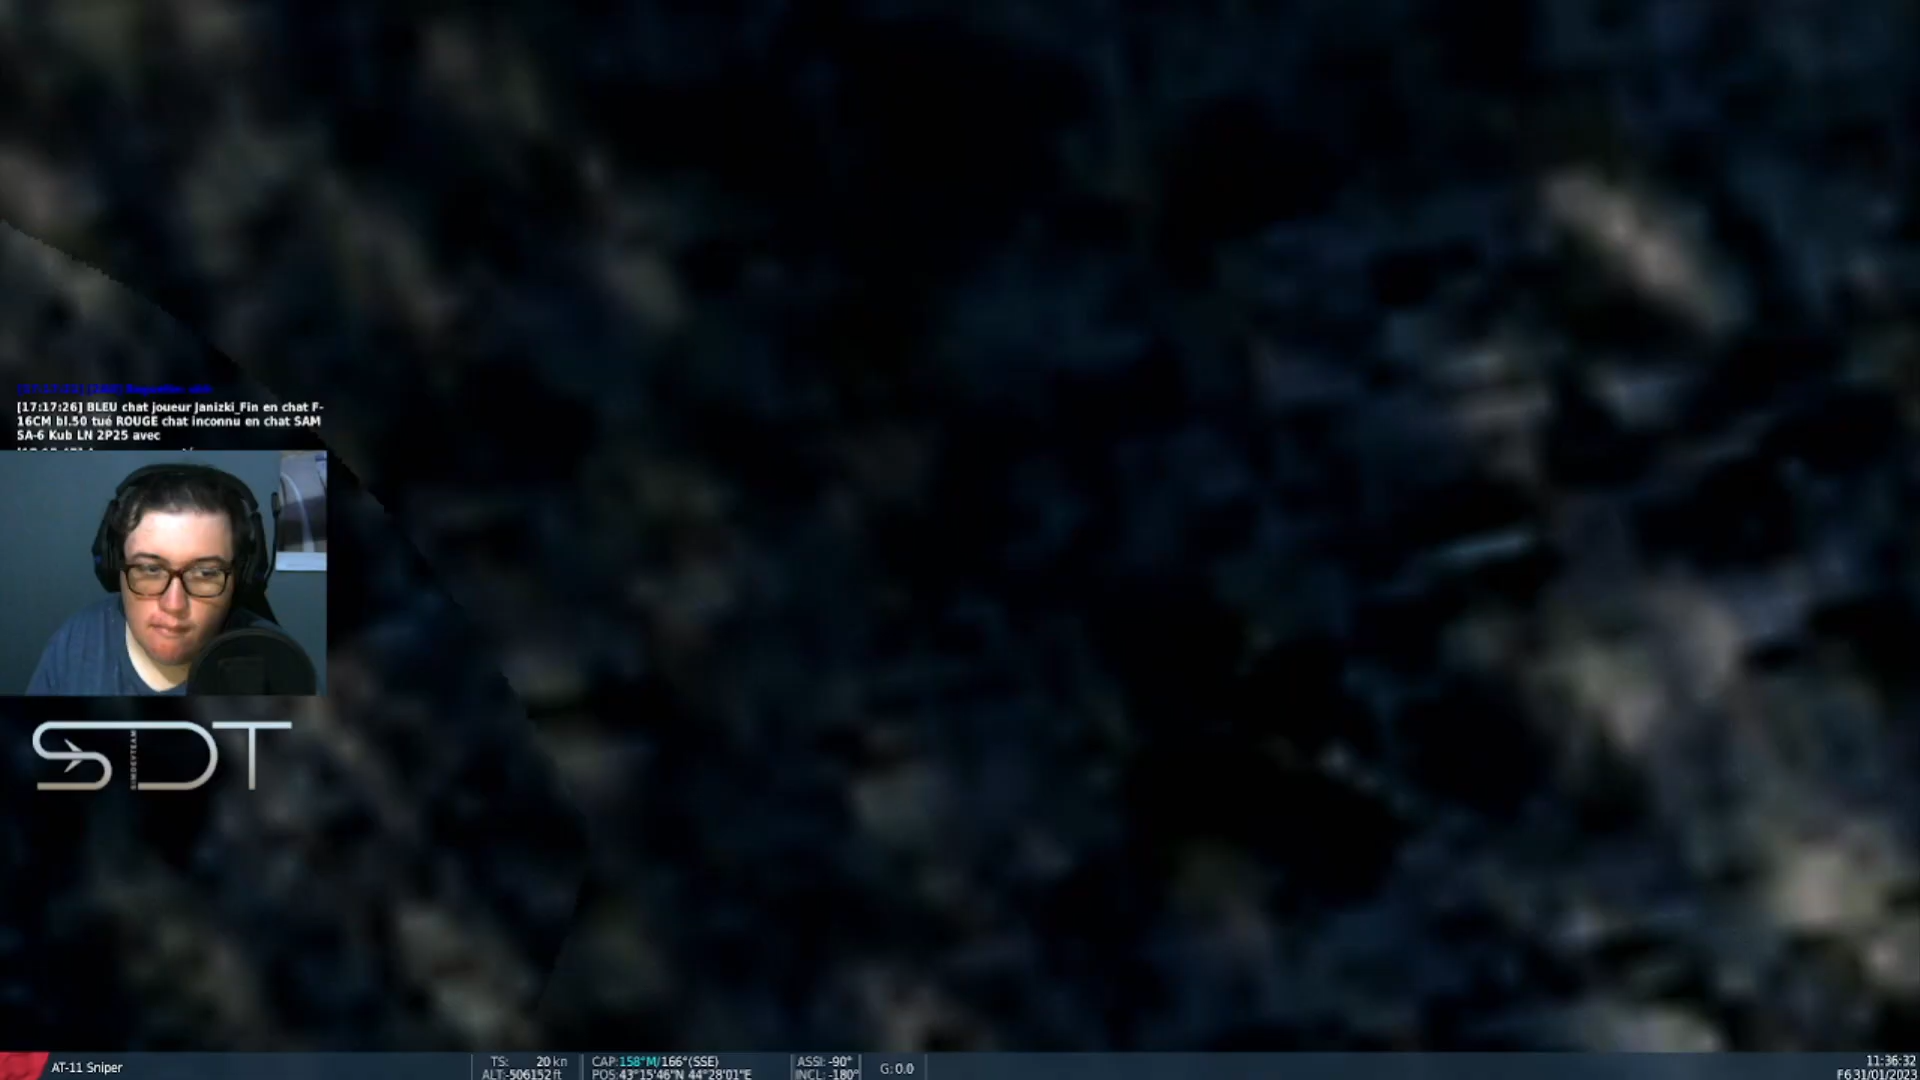 [17:17:26] BLEU chat joueur Janizki_Fin en chat F-
16CM bl.50 tué ROUGE chat inconnu en chat SAM
SA-6 Kub LN 2P25 avec
SDT
SIMDEVTEAM
AT-11 Sniper
TS: 20 kn
ALT:-506152 ft
CAP:158°M/166°(SSE)
POS:43°15'46"N 44°28'01"E
ASSI: -90°
INCL: -180°
G: 0.0
11:36:32
F6 31/01/2023